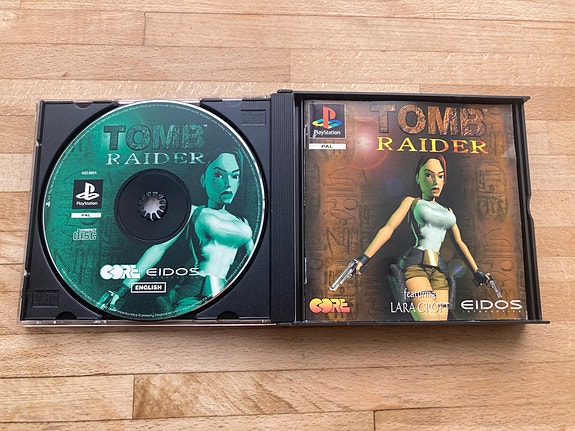 TOMB
RAIDER
PlayStation
PAL
COMPACT
disc
CORE
EIDOS
ENGLISH
PlayStation
PAL
TOMB
RAIDER
CORE
featuring
LARA CROFT
EIDOS